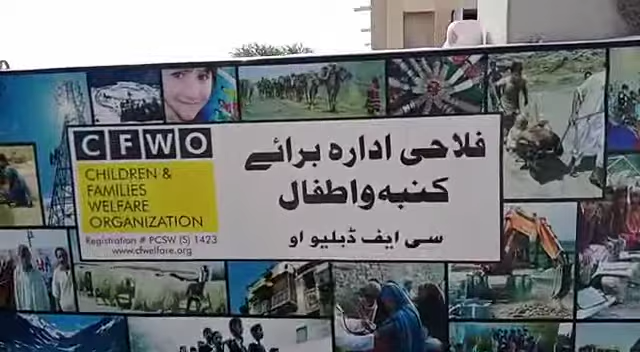 CFWO
CHILDREN &
FAMILIES
WELFARE
ORGANIZATION
Registration # PCSW (S) 1423
www.cfwelfare.org
فلاحی ادارہ برائے
کنبہ واطفال
سی ایف ڈبلیو او